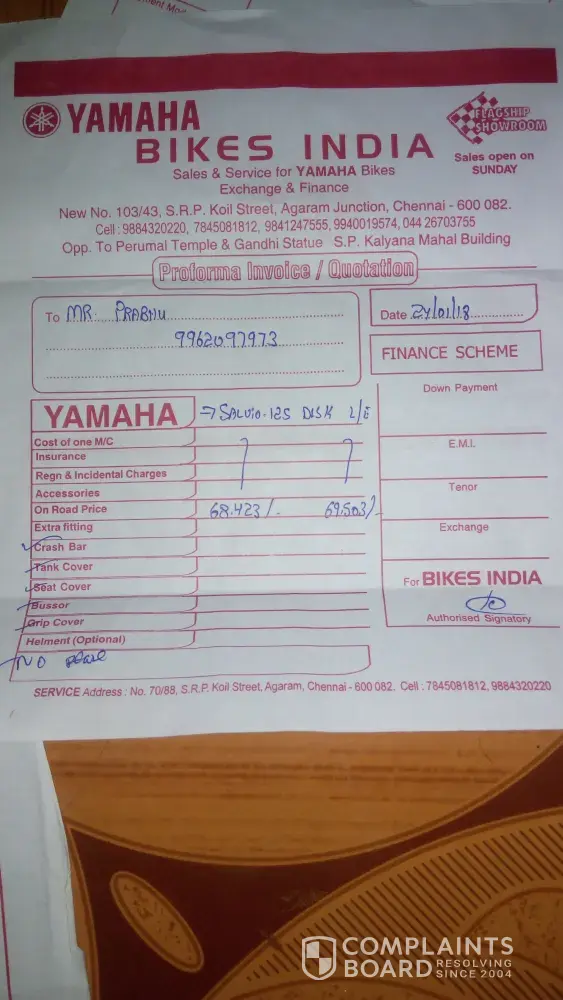 YAMAHA
BIKES INDIA
FLAGSHIP
SHOWROOM
Sales open on
SUNDAY
Sales & Service for YAMAHA Bikes
Exchange & Finance
New No. 103/43, S.R.P. Koil Street, Agaram Junction, Chennai - 600 082.
Cell : 9884320220, 7845081812, 9841247555, 9940019574, 044 26703755
Opp. To Perumal Temple & Gandhi Statue S.P. Kalyana Mahal Building
Proforma Invoice / Quotation
To MR. PRABHU
9962097973
Date 24/01/18
FINANCE SCHEME
Down Payment
YAMAHA → SALUTO-125 DISK L/E
Cost of one M/C
Insurance
E.M.I.
Regn & Incidental Charges
Accessories
Tenor
On Road Price 68.423/- 69.503/-
Extra fitting
Exchange
Crash Bar
Tank Cover
Seat Cover
For BIKES INDIA
Bussor
Grip Cover
Authorised Signatory
Helment (Optional)
NO
SERVICE Address : No. 70/88, S.R.P. Koil Street, Agaram, Chennai - 600 082. Cell : 7845081812, 9884320220
COMPLAINTS
BOARD RESOLVING
SINCE 2004